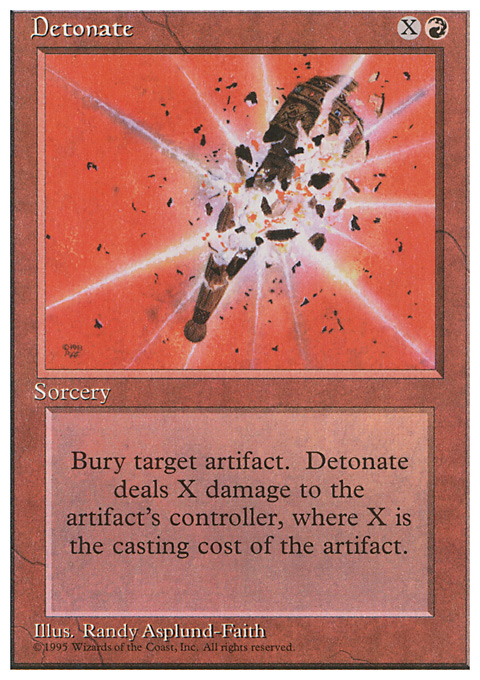 Detonate
X
Sorcery
Bury target artifact. Detonate
deals X damage to the
artifact's controller, where X is
the casting cost of the artifact.
Illus. Randy Asplund-Faith
©1995 Wizards of the Coast, Inc. All rights reserved.